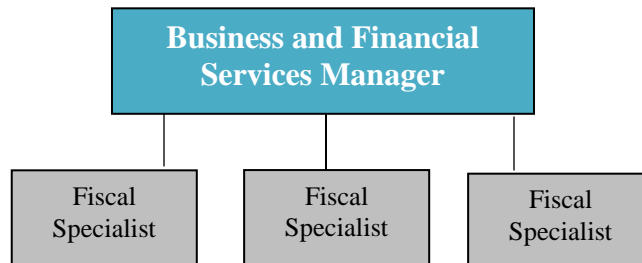 Business and Financial
Services Manager
Fiscal
Specialist
Fiscal
Specialist
Fiscal
Specialist